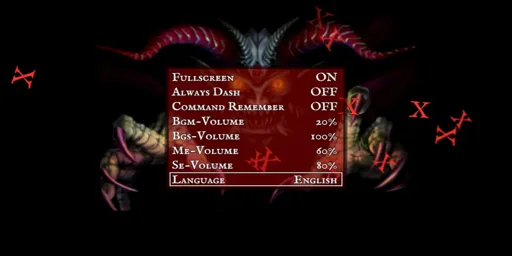 Fullscreen ON
Always Dash OFF
Command Remember OFF
Bgm-Volume 20%
Bgs-Volume 100%
Me-Volume 60%
Se-Volume 80%
Language English